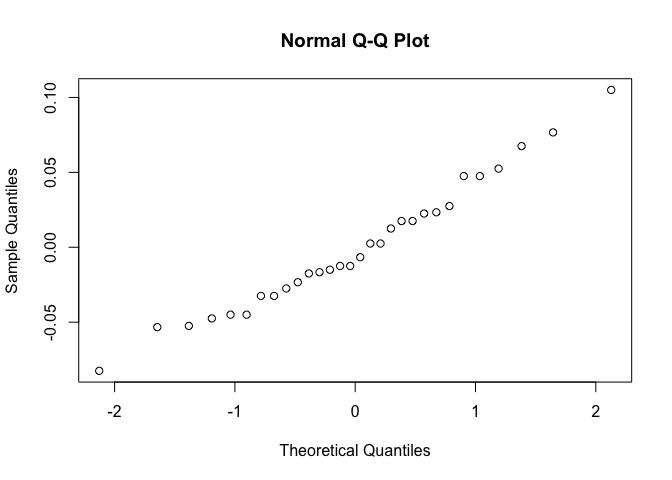 Normal Q-Q Plot
0.10
0.05
0.00
-0.05
Sample Quantiles
-2 -1 0 1 2
Theoretical Quantiles